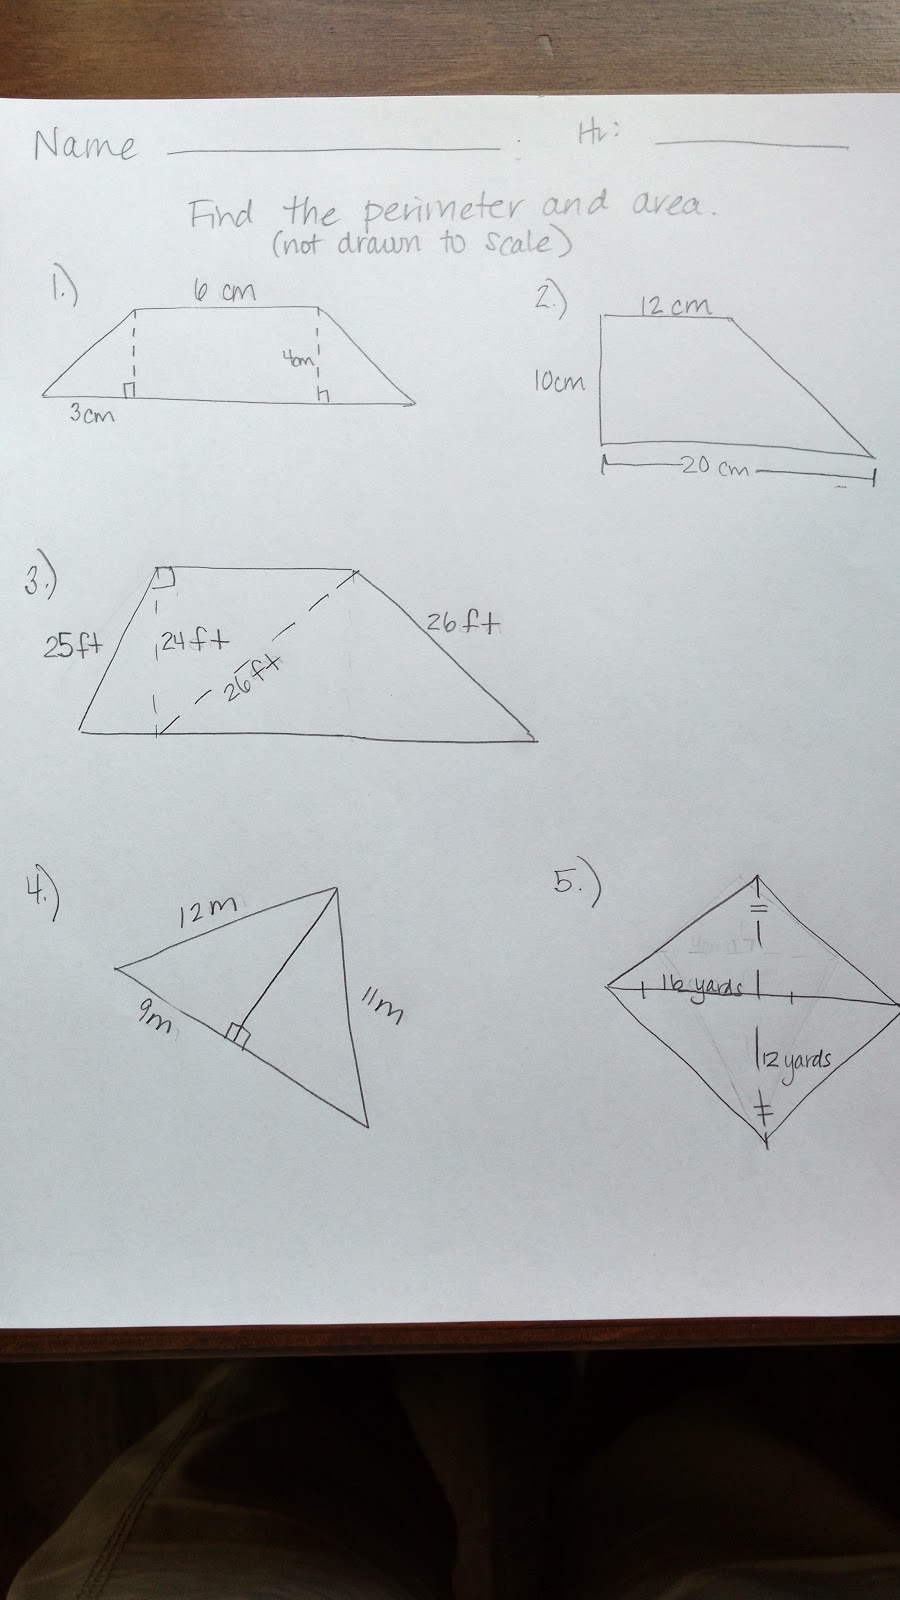 Name Hr:
Find the perimeter and area.
(not drawn to scale)
1.)
6 cm
4cm
3cm
2.)
12 cm
10cm
20 cm
3.)
25ft
24ft
26ft
26ft
4.)
12m
9m
11m
5.)
16 yards
12 yards